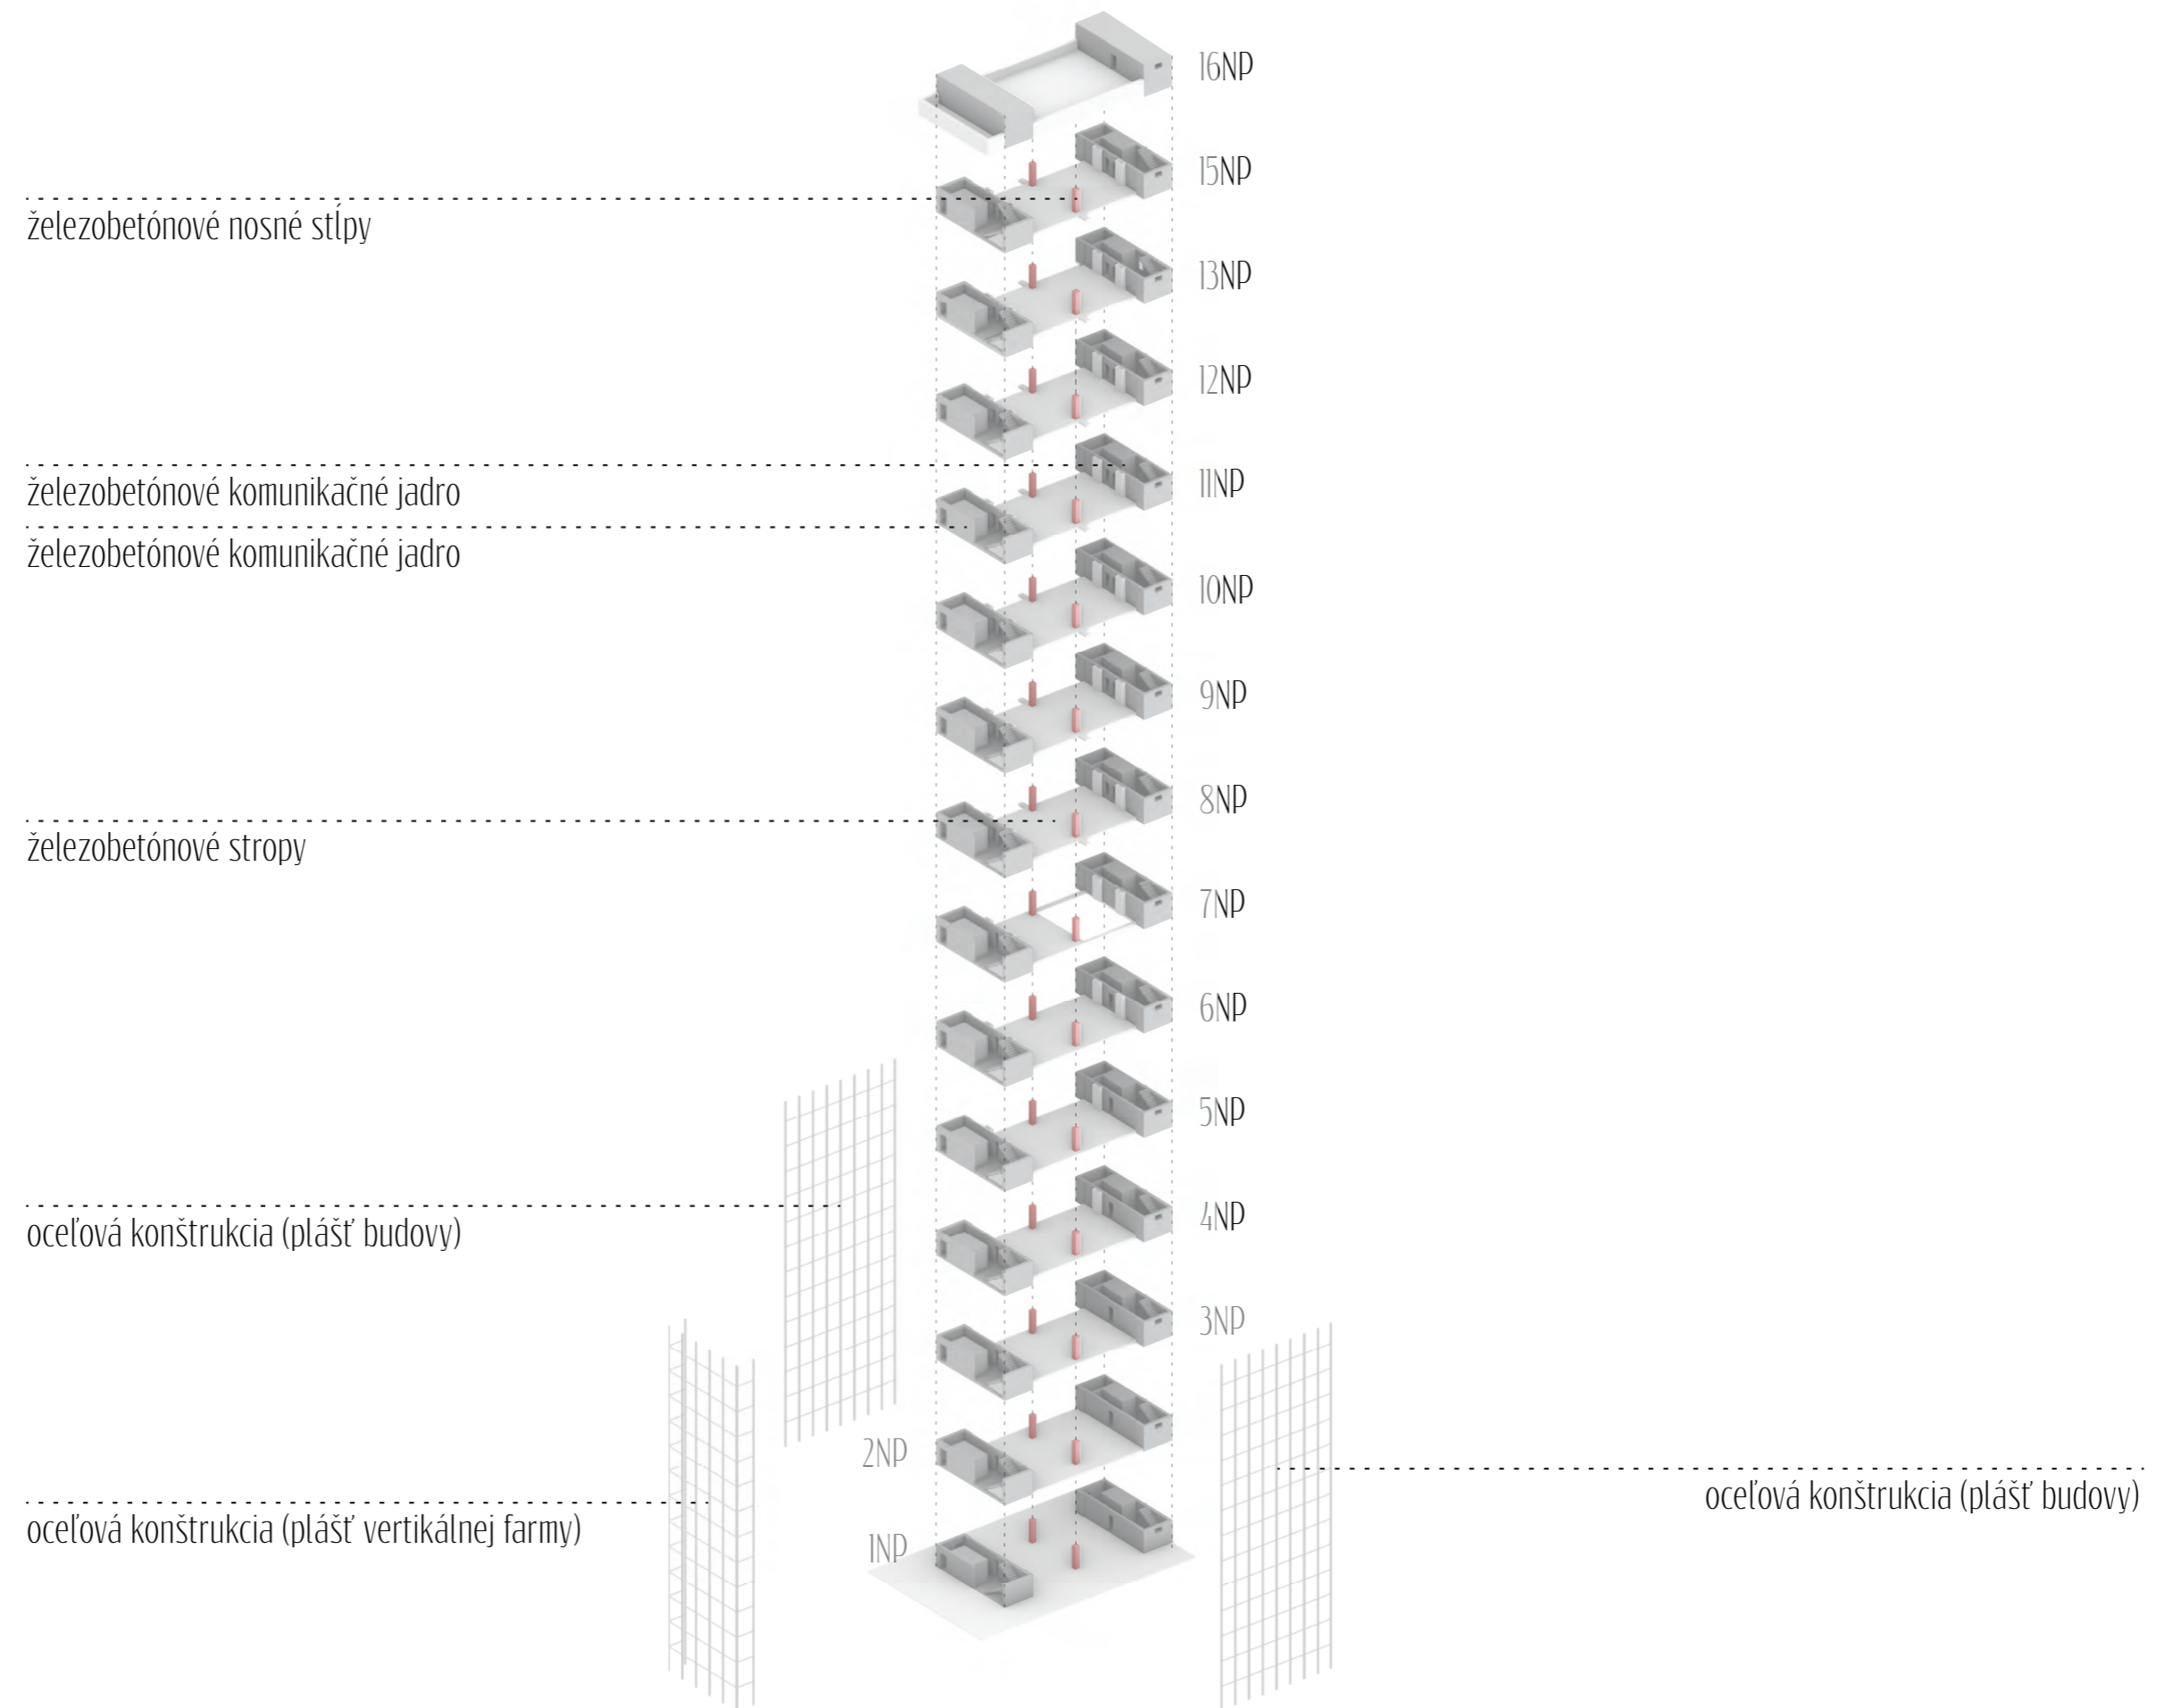 16NP
15NP
železobetónové nosné stĺpy
13NP
12NP
železobetónové komunikačné jadro
11NP
železobetónové komunikačné jadro
10NP
9NP
8NP
železobetónové stropy
7NP
6NP
5NP
4NP
oceľová konštrukcia (plášť budovy)
3NP
2NP
oceľová konštrukcia (plášť budovy)
oceľová konštrukcia (plášť vertikálnej farmy)
1NP